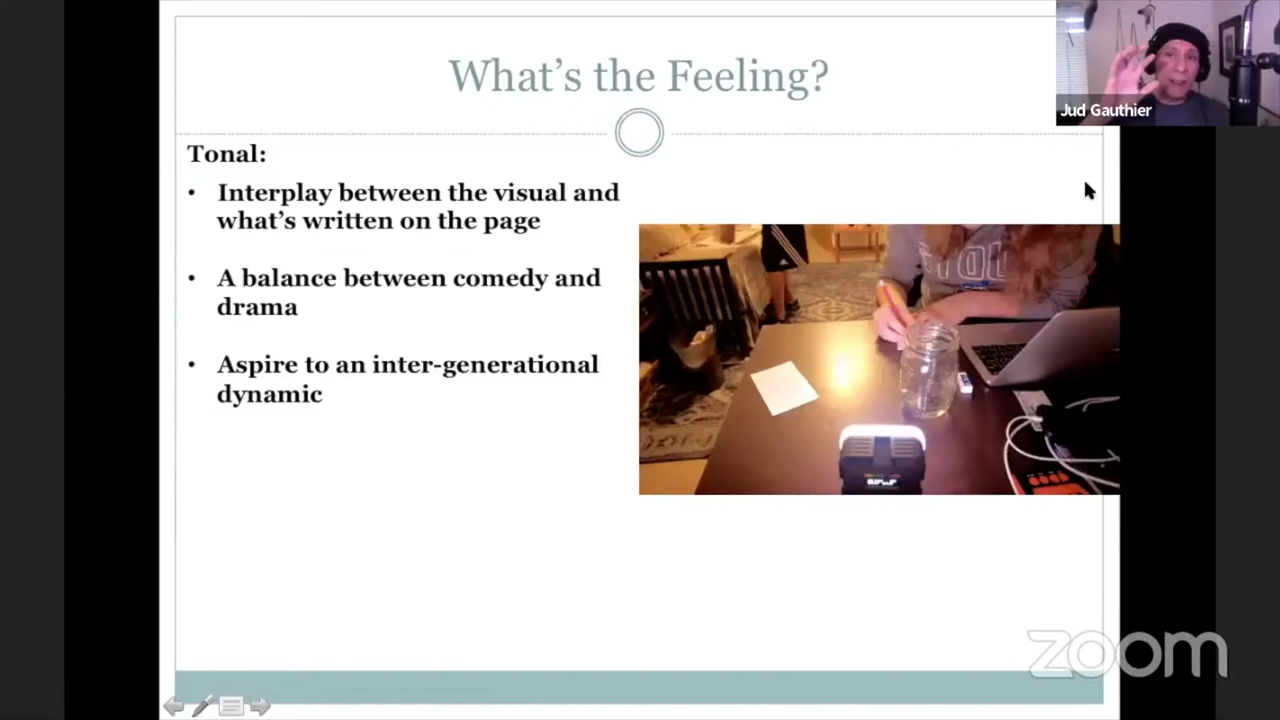 What's the Feeling?
Jud Gauthier
Tonal:
• Interplay between the visual and
what's written on the page
• A balance between comedy and
drama
• Aspire to an inter-generational
dynamic
zoom